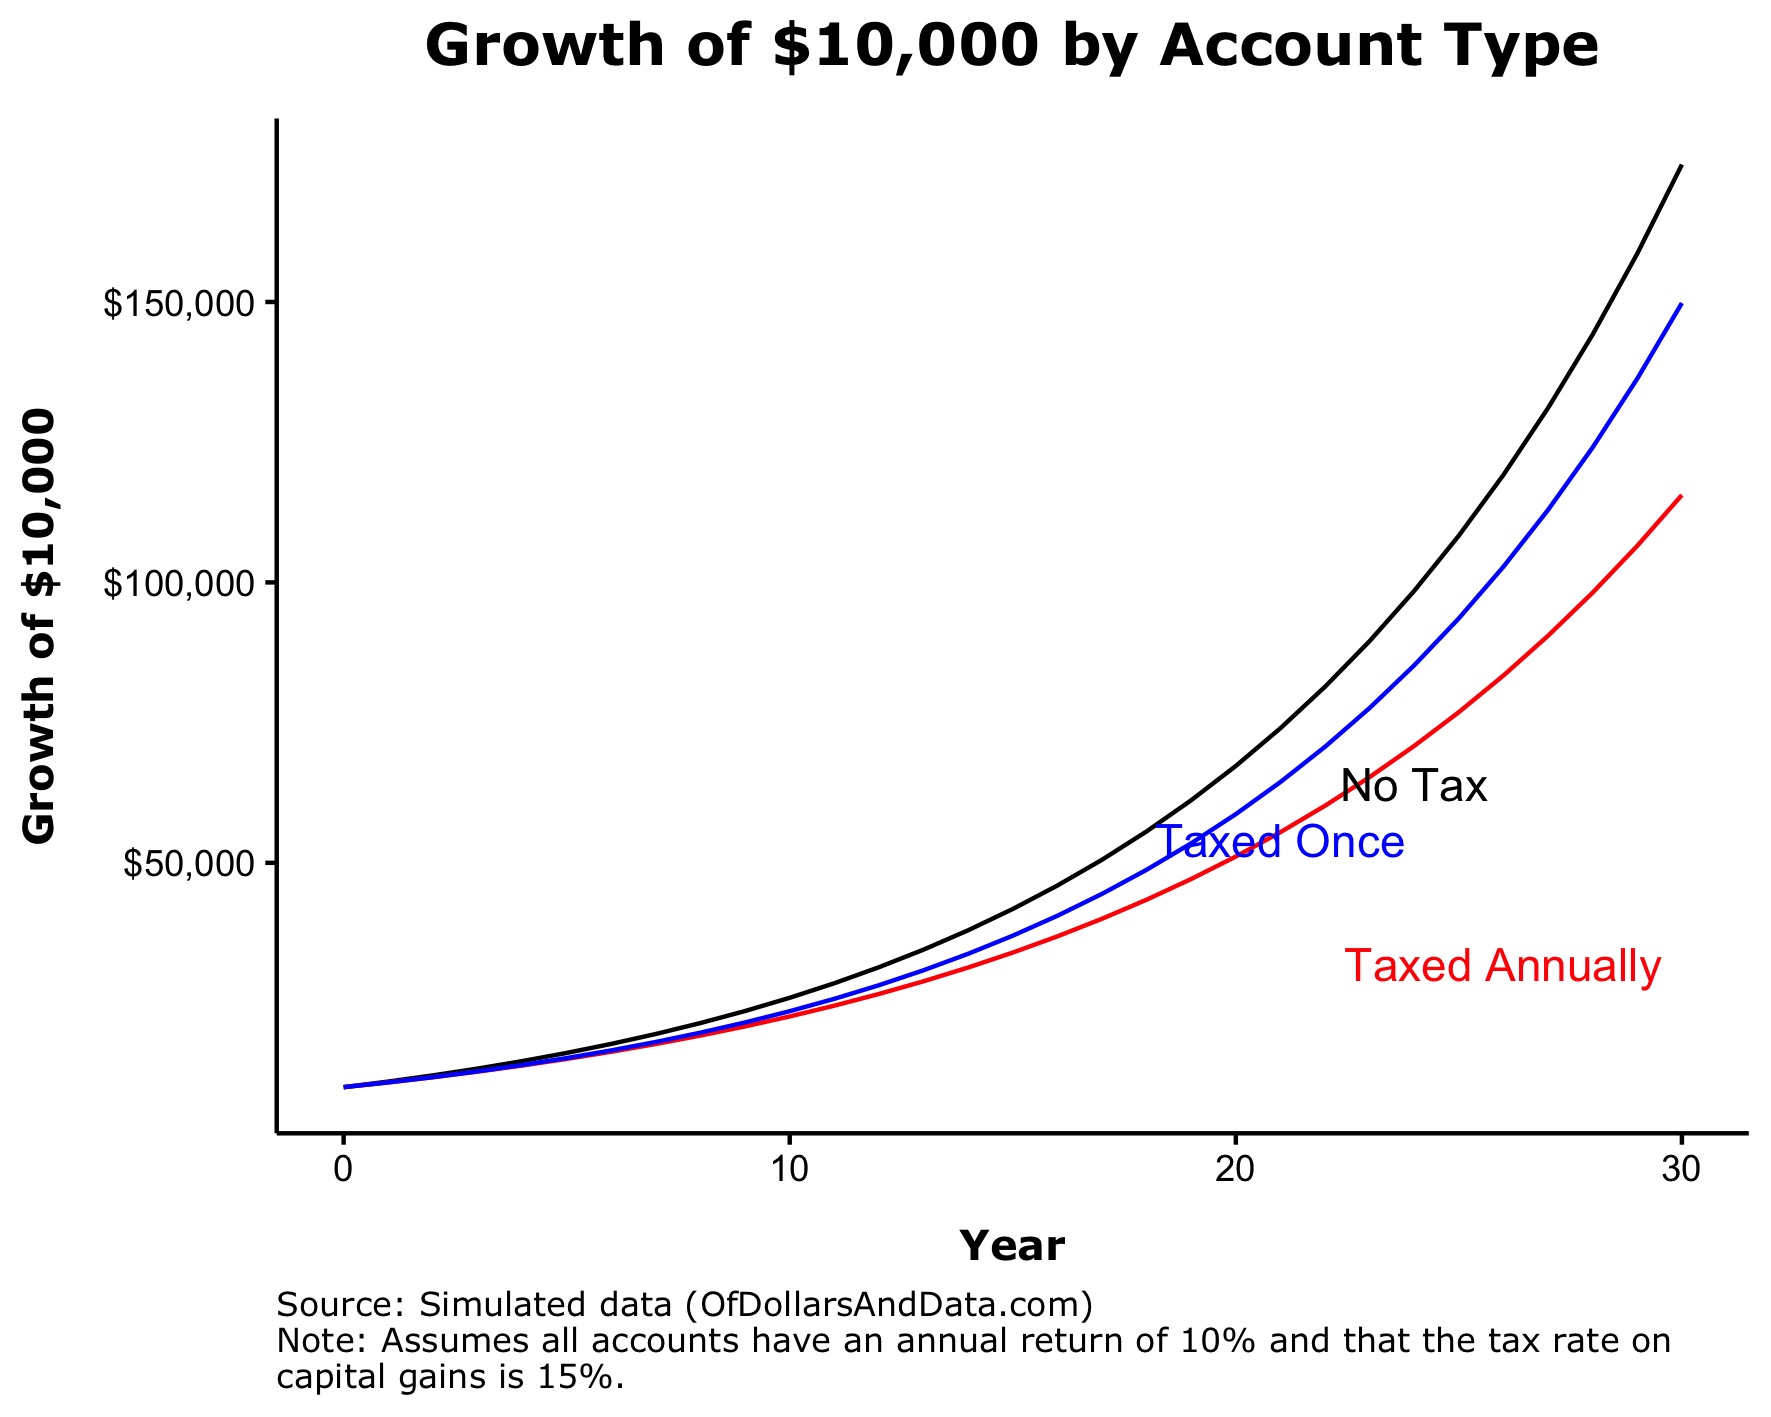 Growth of $10,000 by Account Type
Growth of $10,000
$150,000
$100,000
$50,000
No Tax
Taxed Once
Taxed Annually
0
10
20
30
Year
Source: Simulated data (OfDollarsAndData.com)
Note: Assumes all accounts have an annual return of 10% and that the tax rate on
capital gains is 15%.